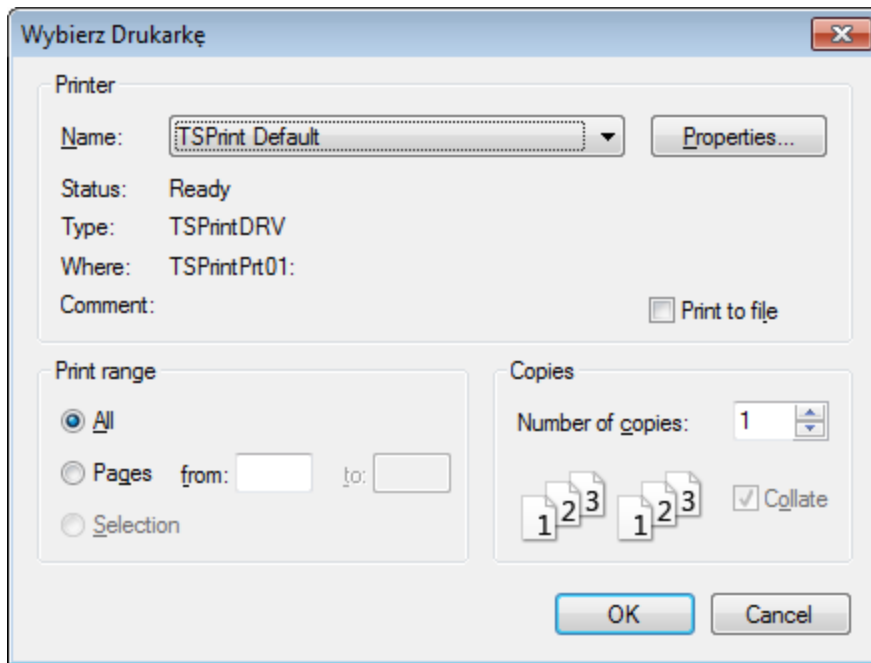 Wybierz Drukarkę
Printer
Name: TSPrint Default Properties...
Status: Ready
Type: TSPrintDRV
Where: TSPrintPrt01:
Comment:
Print to file
Print range
All
Pages from: to:
Selection
Copies
Number of copies: 1
1 2 3 1 2 3
Collate
OK Cancel